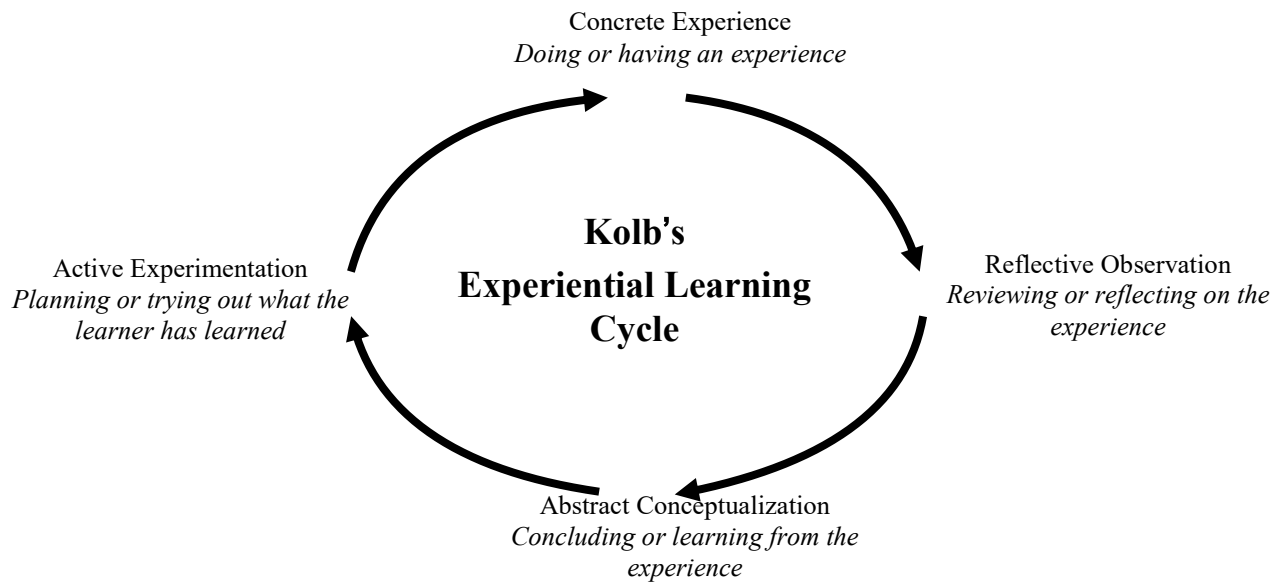 Concrete Experience
Doing or having an experience
Kolb’s
Experiential Learning
Cycle
Active Experimentation
Planning or trying out what the
learner has learned
Reflective Observation
Reviewing or reflecting on the
experience
Abstract Conceptualization
Concluding or learning from the
experience